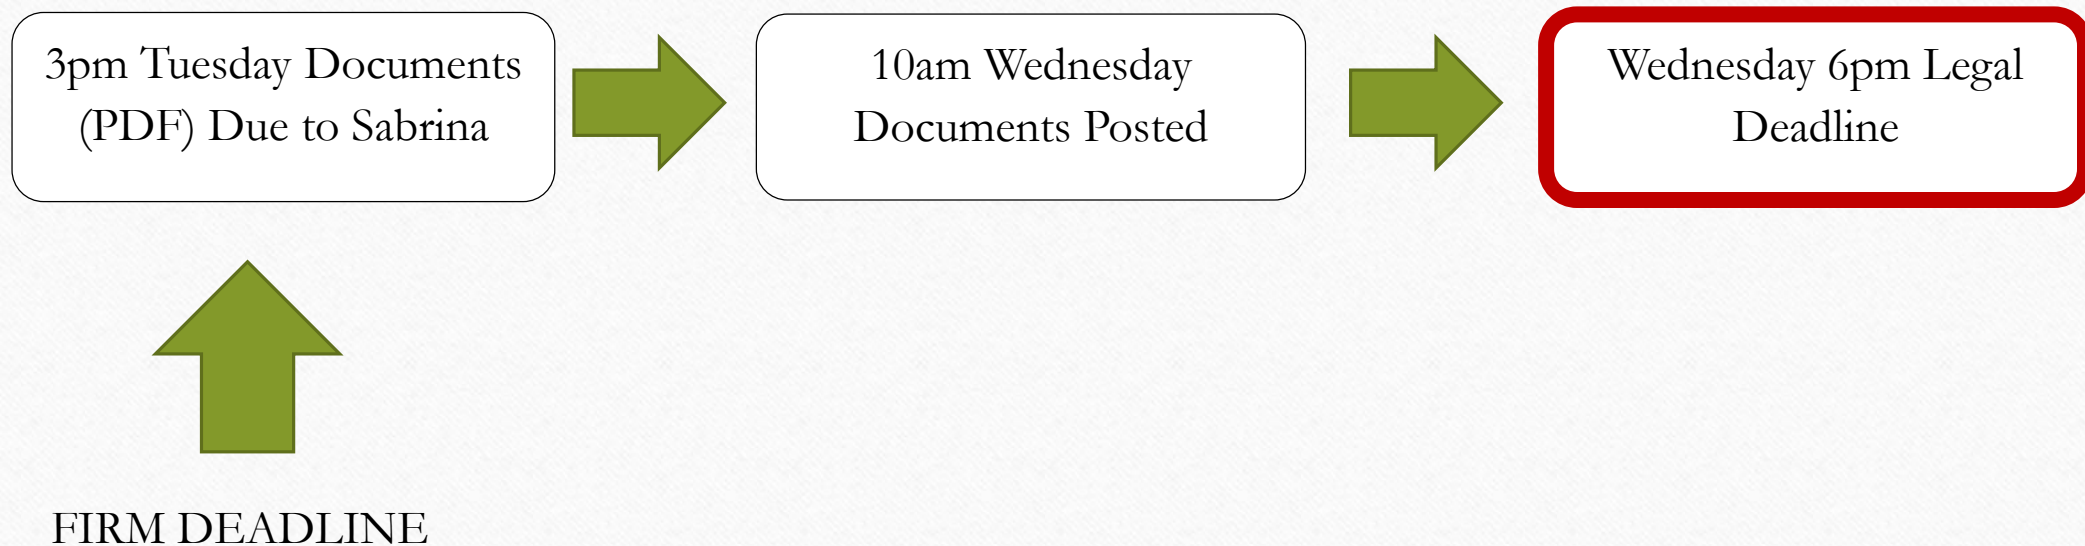 3pm Tuesday Documents
(PDF) Due to Sabrina
10am Wednesday
Documents Posted
Wednesday 6pm Legal
Deadline
FIRM DEADLINE